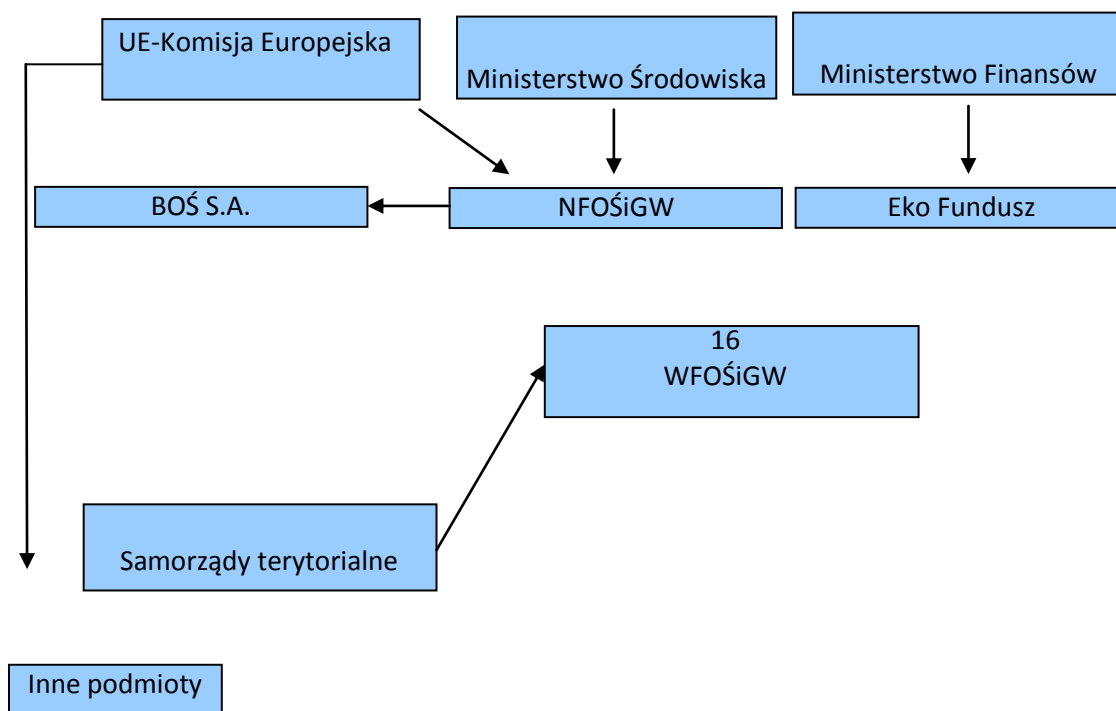 UE-Komisja Europejska
Ministerstwo Środowiska
Ministerstwo Finansów
BOŚ S.A.
NFOŚiGW
Eko Fundusz
16
WFOŚiGW
Samorządy terytorialne
Inne podmioty